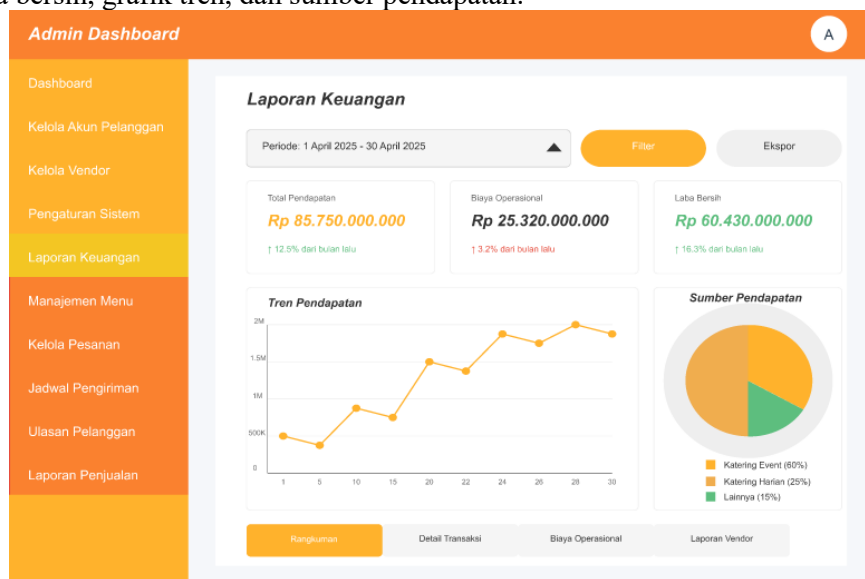 a bersih, grafik tren, dan sumber pendapatan.
Admin Dashboard
A
Dashboard
Kelola Akun Pelanggan
Kelola Vendor
Pengaturan Sistem
Laporan Keuangan
Manajemen Menu
Kelola Pesanan
Jadwal Pengiriman
Ulasan Pelanggan
Laporan Penjualan
Laporan Keuangan
Periode: 1 April 2025 - 30 April 2025
Filter
Ekspor
Total Pendapatan
Rp 85.750.000.000
↑ 12.5% dari bulan lalu
Biaya Operasional
Rp 25.320.000.000
↑ 3.2% dari bulan lalu
Laba Bersih
Rp 60.430.000.000
↑ 16.3% dari bulan lalu
Tren Pendapatan
2M
1.5M
1M
500K
0
1 5 10 15 20 22 24 26 28 30
Sumber Pendapatan
Katering Event (60%)
Katering Harian (25%)
Lainnya (15%)
Rangkuman
Detail Transaksi
Biaya Operasional
Laporan Vendor